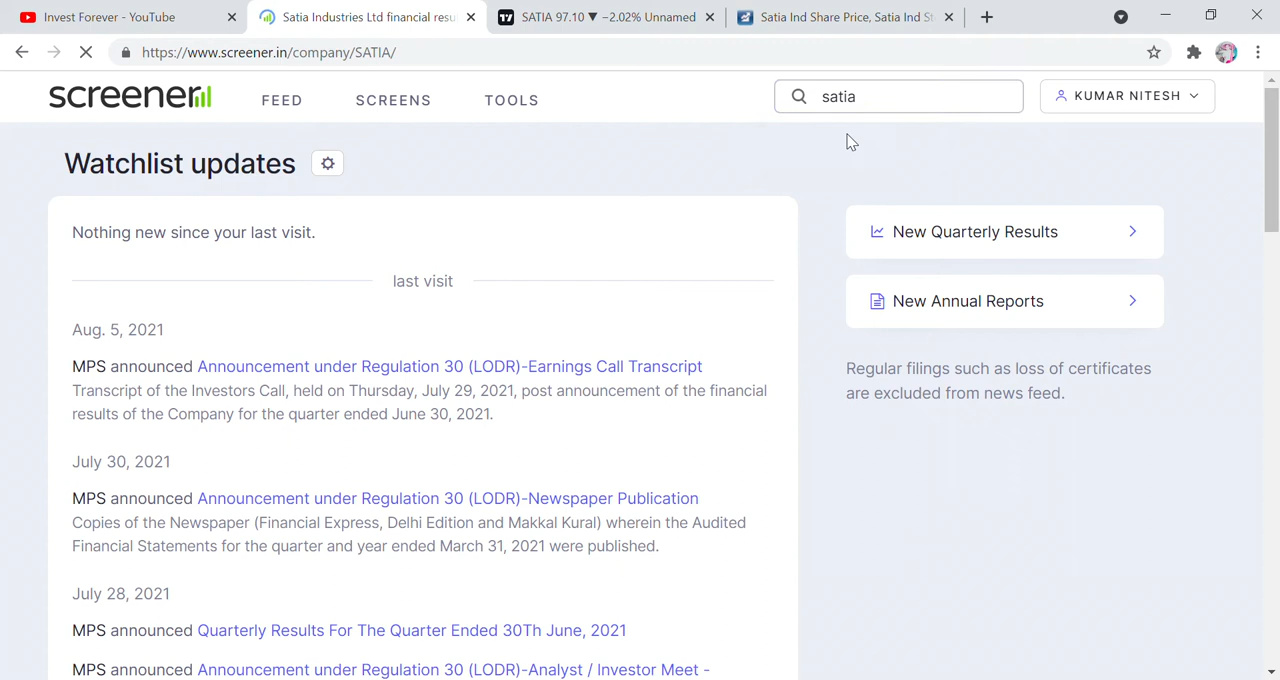 Invest Forever - YouTube
Satia Industries Ltd financial resu
SATIA 97.10 ▼ −2.02% Unnamed
Satia Ind Share Price, Satia Ind St
https://www.screener.in/company/SATIA/
screener
FEED
SCREENS
TOOLS
satia
KUMAR NITESH
Watchlist updates
Nothing new since your last visit.
last visit
Aug. 5, 2021
MPS announced Announcement under Regulation 30 (LODR)-Earnings Call Transcript
Transcript of the Investors Call, held on Thursday, July 29, 2021, post announcement of the financial
results of the Company for the quarter ended June 30, 2021.
July 30, 2021
MPS announced Announcement under Regulation 30 (LODR)-Newspaper Publication
Copies of the Newspaper (Financial Express, Delhi Edition and Makkal Kural) wherein the Audited
Financial Statements for the quarter and year ended March 31, 2021 were published.
July 28, 2021
MPS announced Quarterly Results For The Quarter Ended 30Th June, 2021
MPS announced Announcement under Regulation 30 (LODR)-Analyst / Investor Meet -
New Quarterly Results
New Annual Reports
Regular filings such as loss of certificates
are excluded from news feed.